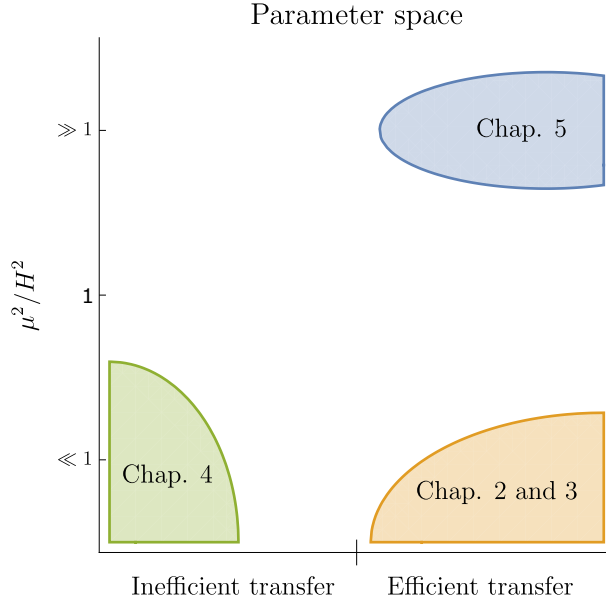 Parameter space
≫ 1
Chap. 5
μ²/H²
1
≪ 1
Chap. 4
Chap. 2 and 3
Inefficient transfer
Efficient transfer